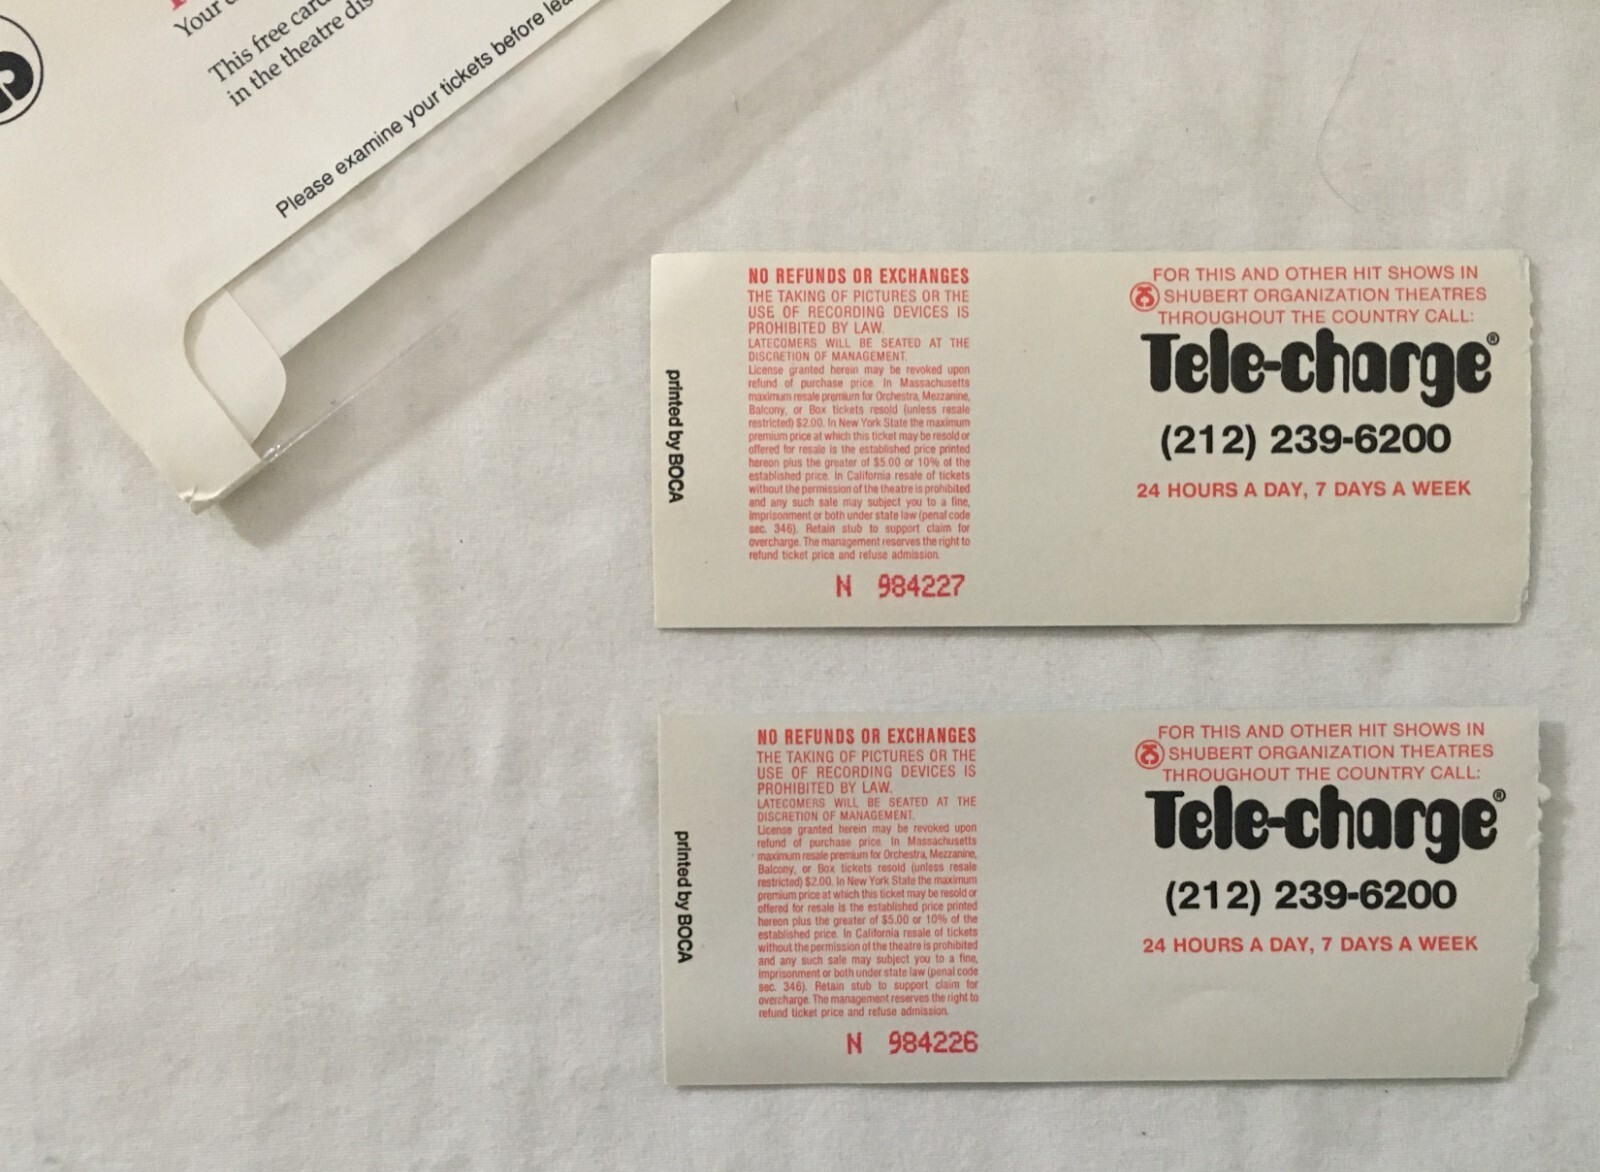 Your
This free card
in the theatre
Please examine your tickets before
NO REFUNDS OR EXCHANGES
THE TAKING OF PICTURES OR THE
USE OF RECORDING DEVICES IS
PROHIBITED BY LAW.
LATECOMERS WILL BE SEATED AT THE
DISCRETION OF MANAGEMENT.
License granted herein may be revoked upon
refund of purchase price. In Massachusetts
maximum resale premium for Orchestra, Mezzanine,
Balcony, or Box tickets resold (unless resale
restricted) $2.00. In New York State the maximum
premium price at which this ticket may be resold or
offered for resale is the established price printed
hereon plus the greater of $5.00 or 10% of the
established price. In California resale of tickets
without the permission of the theatre is prohibited
and any such sale may subject you to a fine,
imprisonment or both under state law (penal code
sec. 346). Retain stub to support claim for
overcharge. The management reserves the right to
refund ticket price and refuse admission.
N 984227
printed by BOCA
FOR THIS AND OTHER HIT SHOWS IN
SHUBERT ORGANIZATION THEATRES
THROUGHOUT THE COUNTRY CALL:
Tele-charge®
(212) 239-6200
24 HOURS A DAY, 7 DAYS A WEEK
NO REFUNDS OR EXCHANGES
THE TAKING OF PICTURES OR THE
USE OF RECORDING DEVICES IS
PROHIBITED BY LAW.
LATECOMERS WILL BE SEATED AT THE
DISCRETION OF MANAGEMENT.
License granted herein may be revoked upon
refund of purchase price. In Massachusetts
maximum resale premium for Orchestra, Mezzanine,
Balcony, or Box tickets resold (unless resale
restricted) $2.00. In New York State the maximum
premium price at which this ticket may be resold or
offered for resale is the established price printed
hereon plus the greater of $5.00 or 10% of the
established price. In California resale of tickets
without the permission of the theatre is prohibited
and any such sale may subject you to a fine,
imprisonment or both under state law (penal code
sec. 346). Retain stub to support claim for
overcharge. The management reserves the right to
refund ticket price and refuse admission.
N 984226
printed by BOCA
FOR THIS AND OTHER HIT SHOWS IN
SHUBERT ORGANIZATION THEATRES
THROUGHOUT THE COUNTRY CALL:
Tele-charge®
(212) 239-6200
24 HOURS A DAY, 7 DAYS A WEEK